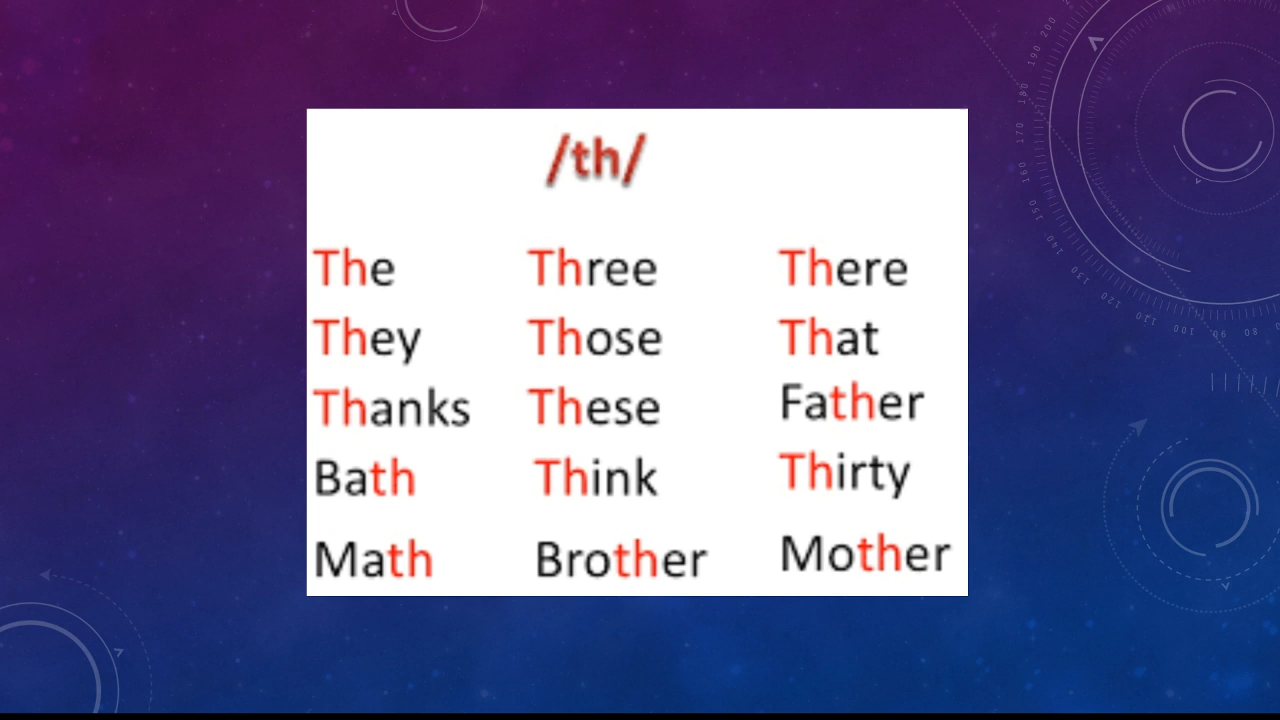 /th/
The Three There
They Those That
Thanks These Father
Bath Think Thirty
Math Brother Mother